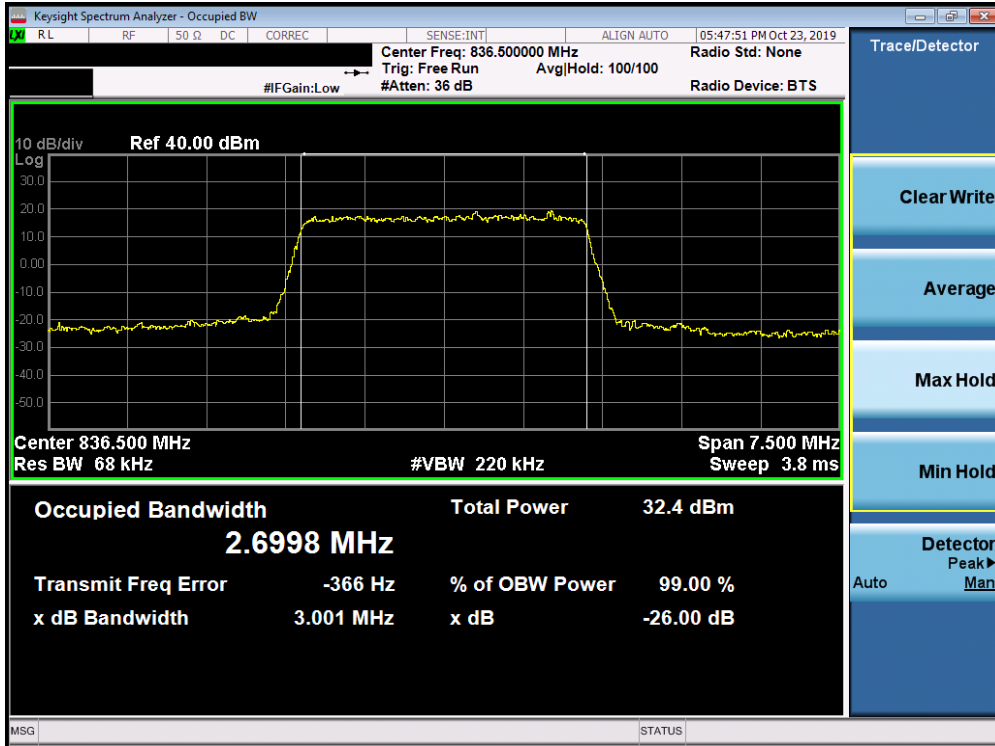 Keysight Spectrum Analyzer - Occupied BW
LXI RL RF 50 Ω DC CORREC SENSE:INT ALIGN AUTO 05:47:51 PM Oct 23, 2019
Center Freq: 836.500000 MHz Radio Std: None
Trig: Free Run Avg|Hold: 100/100
#IFGain:Low #Atten: 36 dB Radio Device: BTS
Trace/Detector
10 dB/div Ref 40.00 dBm
Log
30.0
20.0
10.0
0.00
-10.0
-20.0
-30.0
-40.0
-50.0
Center 836.500 MHz Span 7.500 MHz
Res BW 68 kHz #VBW 220 kHz Sweep 3.8 ms
Occupied Bandwidth Total Power 32.4 dBm
2.6998 MHz
Transmit Freq Error -366 Hz % of OBW Power 99.00 %
x dB Bandwidth 3.001 MHz x dB -26.00 dB
Clear Write
Average
Max Hold
Min Hold
Detector
Peak▶
Auto Man
MSG STATUS